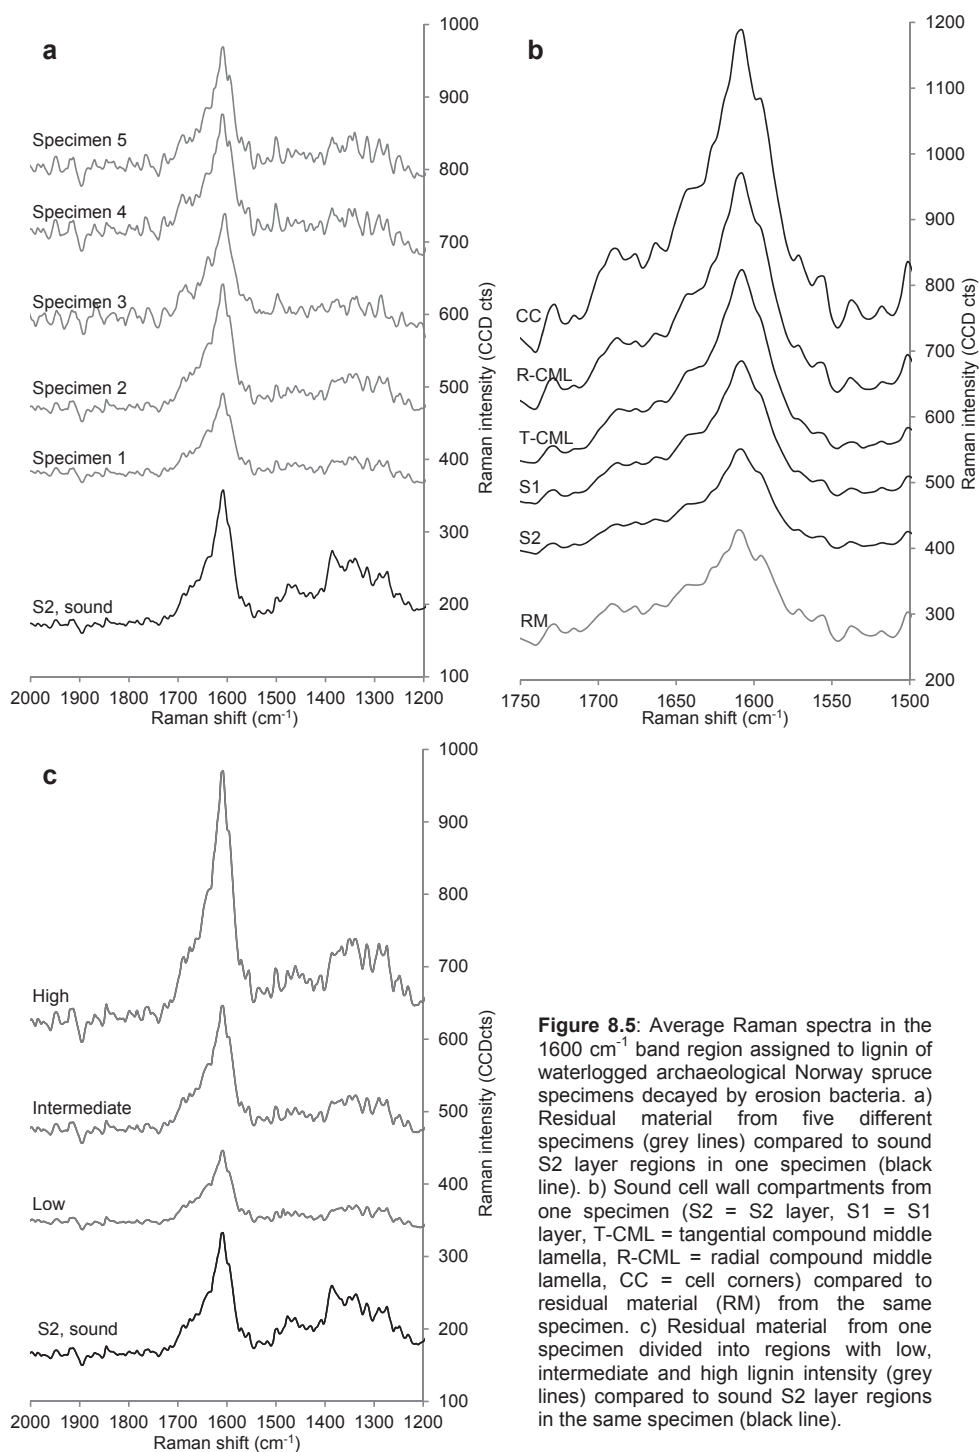 a
1000
900
800
700
600
500
400
300
200
100
Raman intensity (CCD cts)
Specimen 5
Specimen 4
Specimen 3
Specimen 2
Specimen 1
S2, sound
2000 1900 1800 1700 1600 1500 1400 1300 1200
Raman shift (cm-1)
b
1200
1100
1000
900
800
700
600
500
400
300
200
Raman intensity (CCD cts)
CC
R-CML
T-CML
S1
S2
RM
1750 1700 1650 1600 1550 1500
Raman shift (cm-1)
c
1000
900
800
700
600
500
400
300
200
100
Raman intensity (CCDcts)
High
Intermediate
Low
S2, sound
2000 1900 1800 1700 1600 1500 1400 1300 1200
Raman shift (cm-1)
Figure 8.5: Average Raman spectra in the
1600 cm-1 band region assigned to lignin of
waterlogged archaeological Norway spruce
specimens decayed by erosion bacteria. a)
Residual material from five different
specimens (grey lines) compared to sound
S2 layer regions in one specimen (black
line). b) Sound cell wall compartments from
one specimen (S2 = S2 layer, S1 = S1
layer, T-CML = tangential compound middle
lamella, R-CML = radial compound middle
lamella, CC = cell corners) compared to
residual material (RM) from the same
specimen. c) Residual material from one
specimen divided into regions with low,
intermediate and high lignin intensity (grey
lines) compared to sound S2 layer regions
in the same specimen (black line).